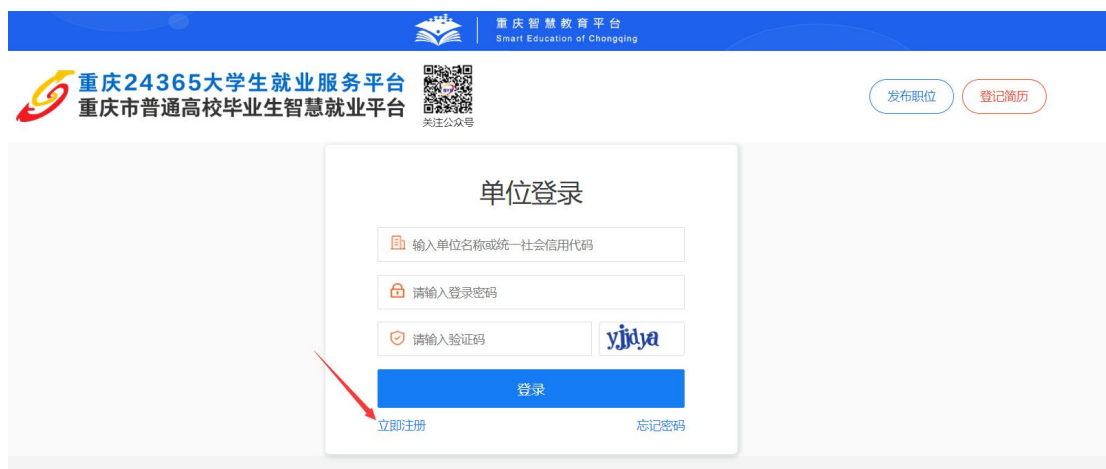 重庆智慧教育平台
Smart Education of Chongqing
重庆24365大学生就业服务平台
重庆市普通高校毕业生智慧就业平台
关注公众号
发布职位
登记简历
单位登录
输入单位名称或统一社会信用代码
请输入登录密码
请输入验证码
yjjdya
登录
立即注册
忘记密码